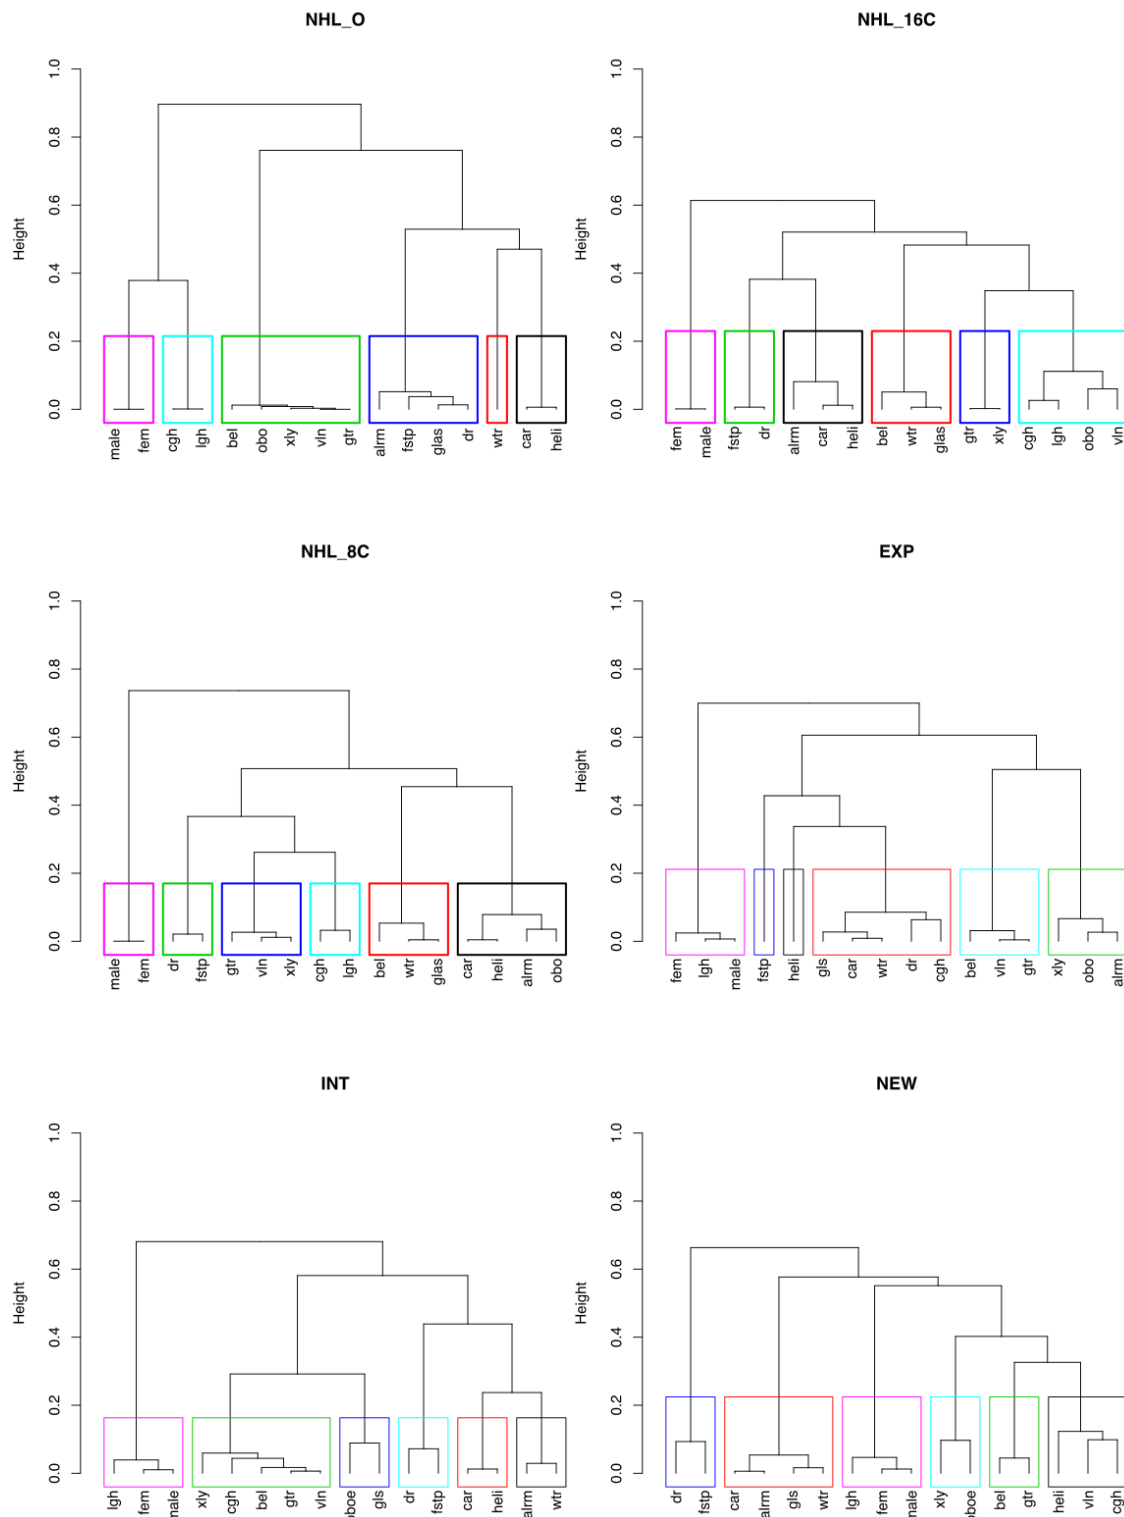 NHL_O
NHL_16C
Height
0.0 0.2 0.4 0.6 0.8 1.0
male fem cgh lgh bel obo xly vln gtr alrm fstp glas dr wtr car heli
Height
0.0 0.2 0.4 0.6 0.8 1.0
fem male fstp dr alrm car heli bel wtr glas gtr xly cgh lgh obo vln
NHL_8C
EXP
Height
0.0 0.2 0.4 0.6 0.8 1.0
male fem dr fstp gtr vln xly cgh lgh bel wtr glas car heli alrm obo
Height
0.0 0.2 0.4 0.6 0.8 1.0
fem lgh male fstp heli gls car wtr dr cgh bel vln gtr xly obo alrm
INT
NEW
Height
0.0 0.2 0.4 0.6 0.8 1.0
lgh fem male xly cgh bel gtr vln oboe gls dr fstp car heli alrm wtr
Height
0.0 0.2 0.4 0.6 0.8 1.0
dr fstp car alrm gls wtr lgh fem male xly oboe bel gtr heli vln cgh